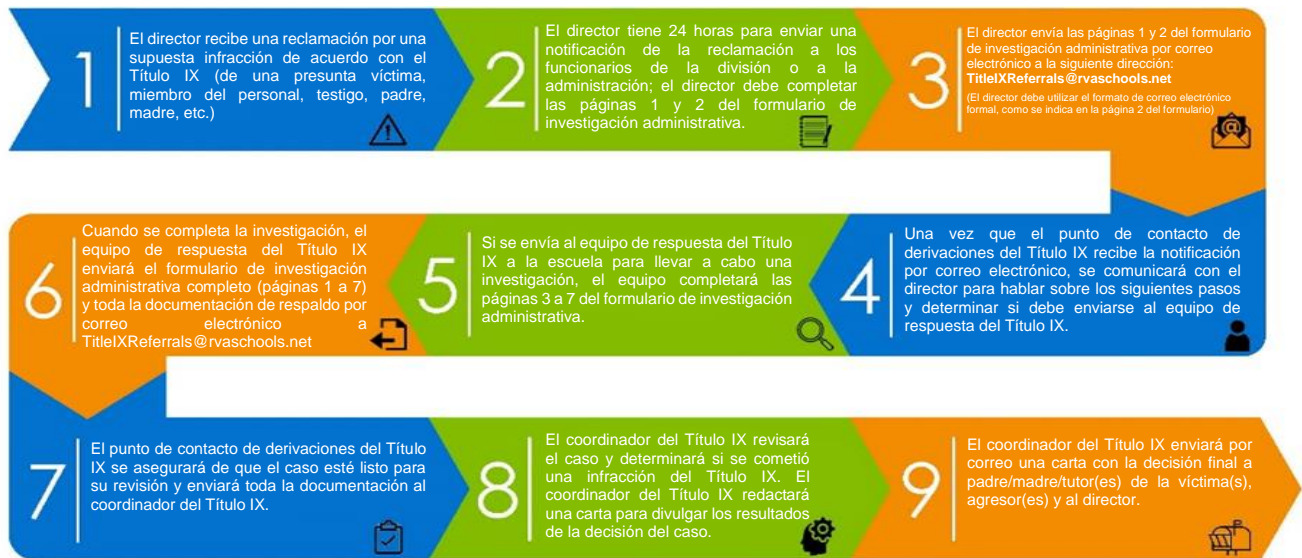 1
El director recibe una reclamación por una
supuesta infracción de acuerdo con el
Título IX (de una presunta víctima,
miembro del personal, testigo, padre,
madre, etc.)
2
El director tiene 24 horas para enviar una
notificación de la reclamación a los
funcionarios de la división o a la
administración; el director debe completar
las páginas 1 y 2 del formulario de
investigación administrativa.
3
El director envía las páginas 1 y 2 del formulario
de investigación administrativa por correo
electrónico a la siguiente dirección:
TitleIXReferrals@rvaschools.net
(El director debe utilizar el formato de correo electrónico
formal, como se indica en la página 2 del formulario)
4
Una vez que el punto de contacto de
derivaciones del Título IX recibe la notificación
por correo electrónico, se comunicará con el
director para hablar sobre los siguientes pasos
y determinar si debe enviarse al equipo de
respuesta del Título IX.
5
Si se envía al equipo de respuesta del Título
IX a la escuela para llevar a cabo una
investigación, el equipo completará las
páginas 3 a 7 del formulario de investigación
administrativa.
6
Cuando se completa la investigación, el
equipo de respuesta del Título IX
enviará el formulario de investigación
administrativa completo (páginas 1 a 7)
y toda la documentación de respaldo por
correo electrónico a
TitleIXReferrals@rvaschools.net
7
El punto de contacto de derivaciones del Título
IX se asegurará de que el caso esté listo para
su revisión y enviará toda la documentación al
coordinador del Título IX.
8
El coordinador del Título IX revisará
el caso y determinará si se cometió
una infracción del Título IX. El
coordinador del Título IX redactará
una carta para divulgar los resultados
de la decisión del caso.
9
El coordinador del Título IX enviará por
correo una carta con la decisión final a
padre/madre/tutor(es) de la víctima(s),
agresor(es) y al director.